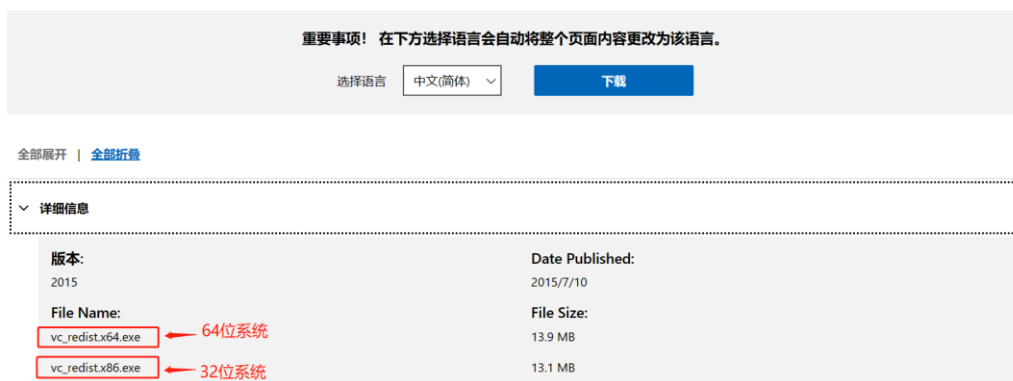 重要事项！ 在下方选择语言会自动将整个页面内容更改为该语言。
选择语言 中文(简体) 下载
全部展开 | 全部折叠
详细信息
版本: Date Published:
2015 2015/7/10
File Name: File Size:
vc_redist.x64.exe 64位系统 13.9 MB
vc_redist.x86.exe 32位系统 13.1 MB